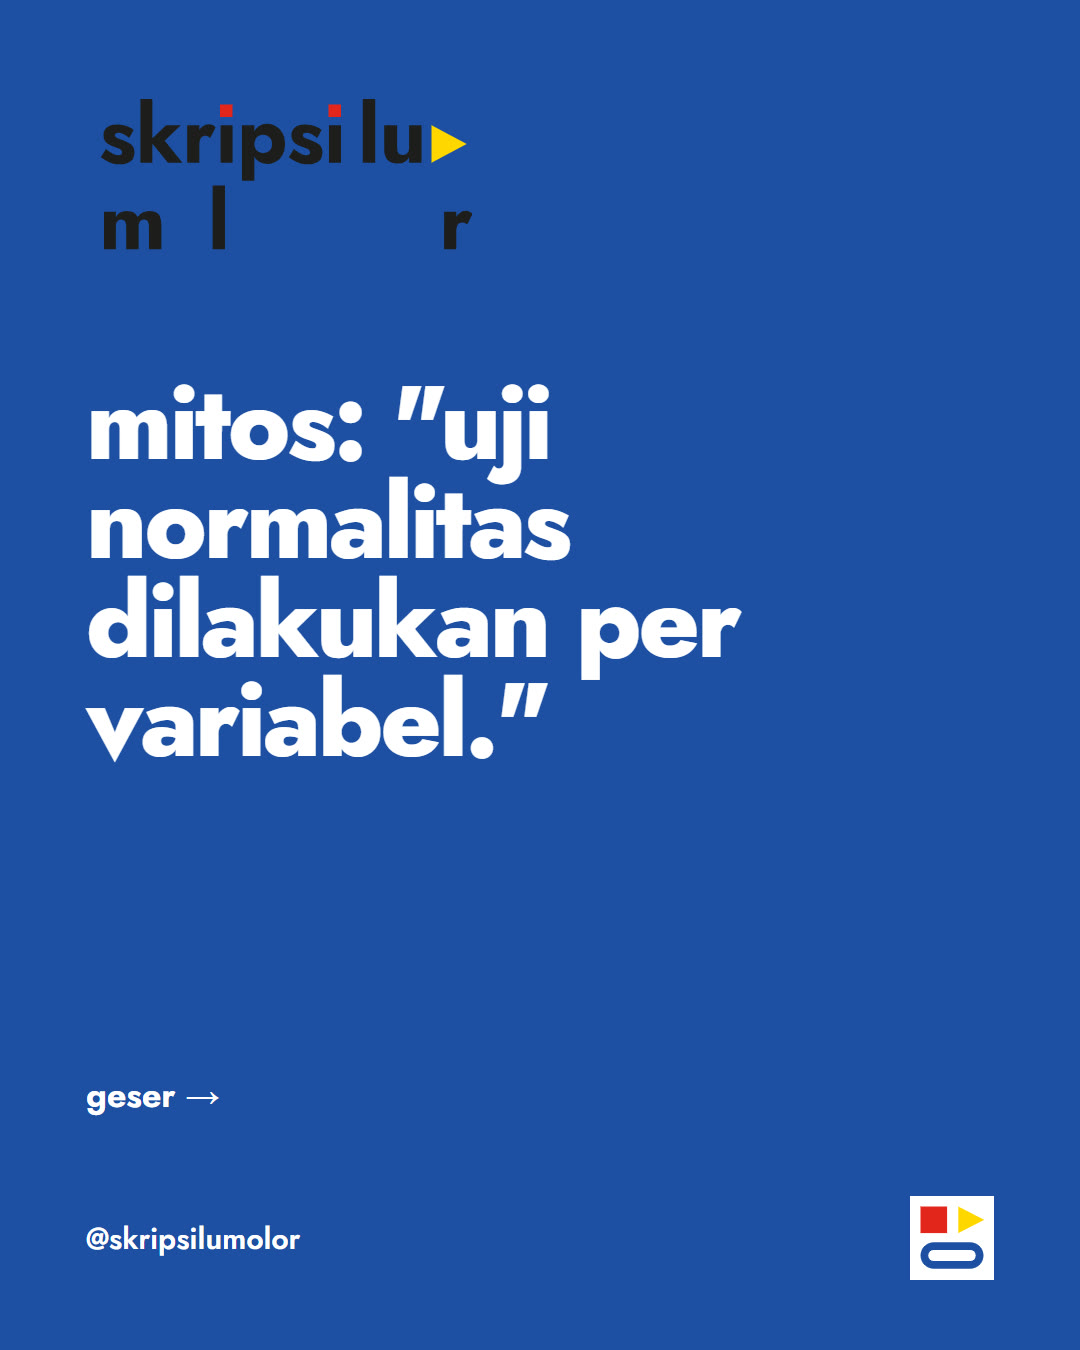 skripsi lu
m l r
mitos: "uji
normalitas
dilakukan per
variabel."
geser →
@skripsilumolor